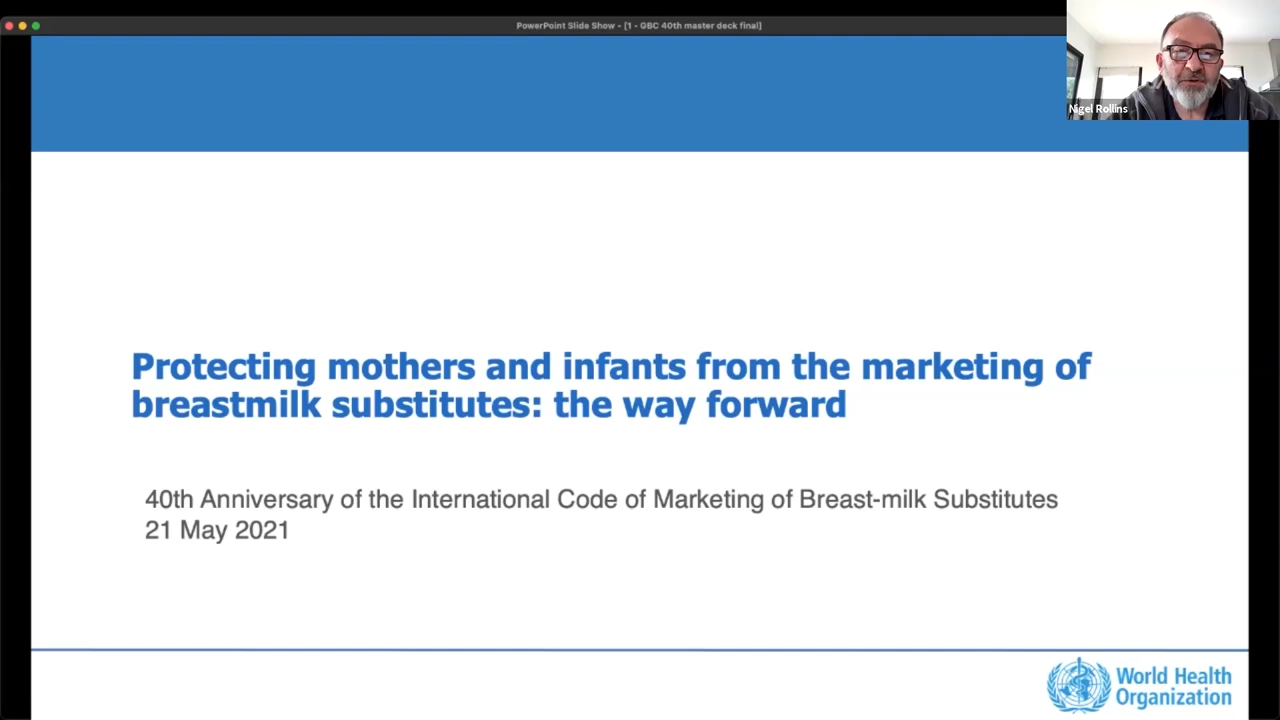 PowerPoint Slide Show - [1 - GBC 40th master deck final]
Nigel Rollins
Protecting mothers and infants from the marketing of
breastmilk substitutes: the way forward
40th Anniversary of the International Code of Marketing of Breast-milk Substitutes
21 May 2021
World Health
Organization